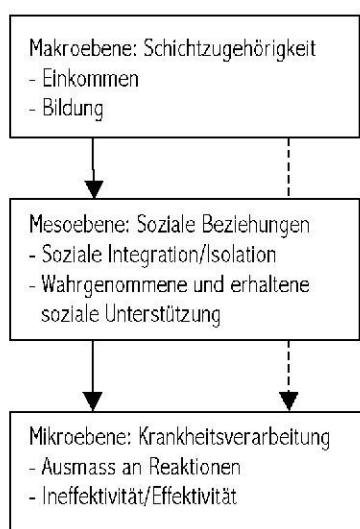 Makroebene: Schichtzugehörigkeit
- Einkommen
- Bildung
Mesoebene: Soziale Beziehungen
- Soziale Integration/Isolation
- Wahrgenommene und erhaltene
soziale Unterstützung
Mikroebene: Krankheitsverarbeitung
- Ausmass an Reaktionen
- Ineffektivität/Effektivität